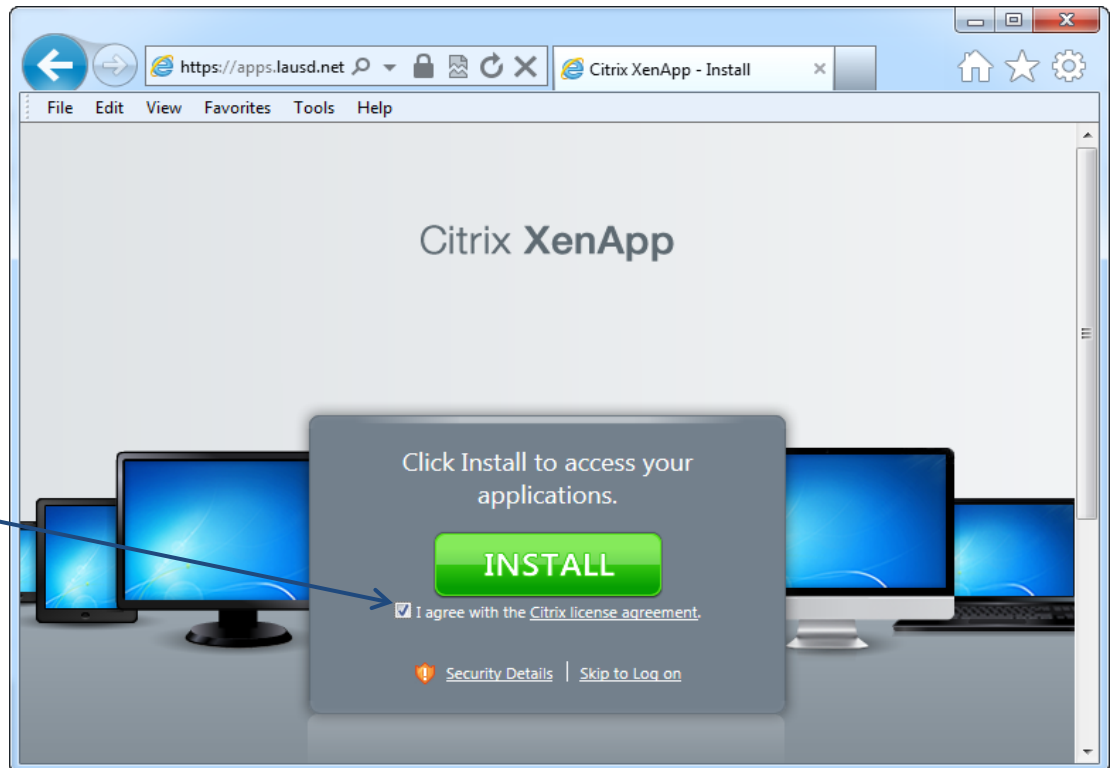 https://apps.lausd.net
Citrix XenApp - Install
File Edit View Favorites Tools Help
Citrix XenApp
Click Install to access your
applications.
INSTALL
I agree with the Citrix license agreement.
Security Details | Skip to Log on